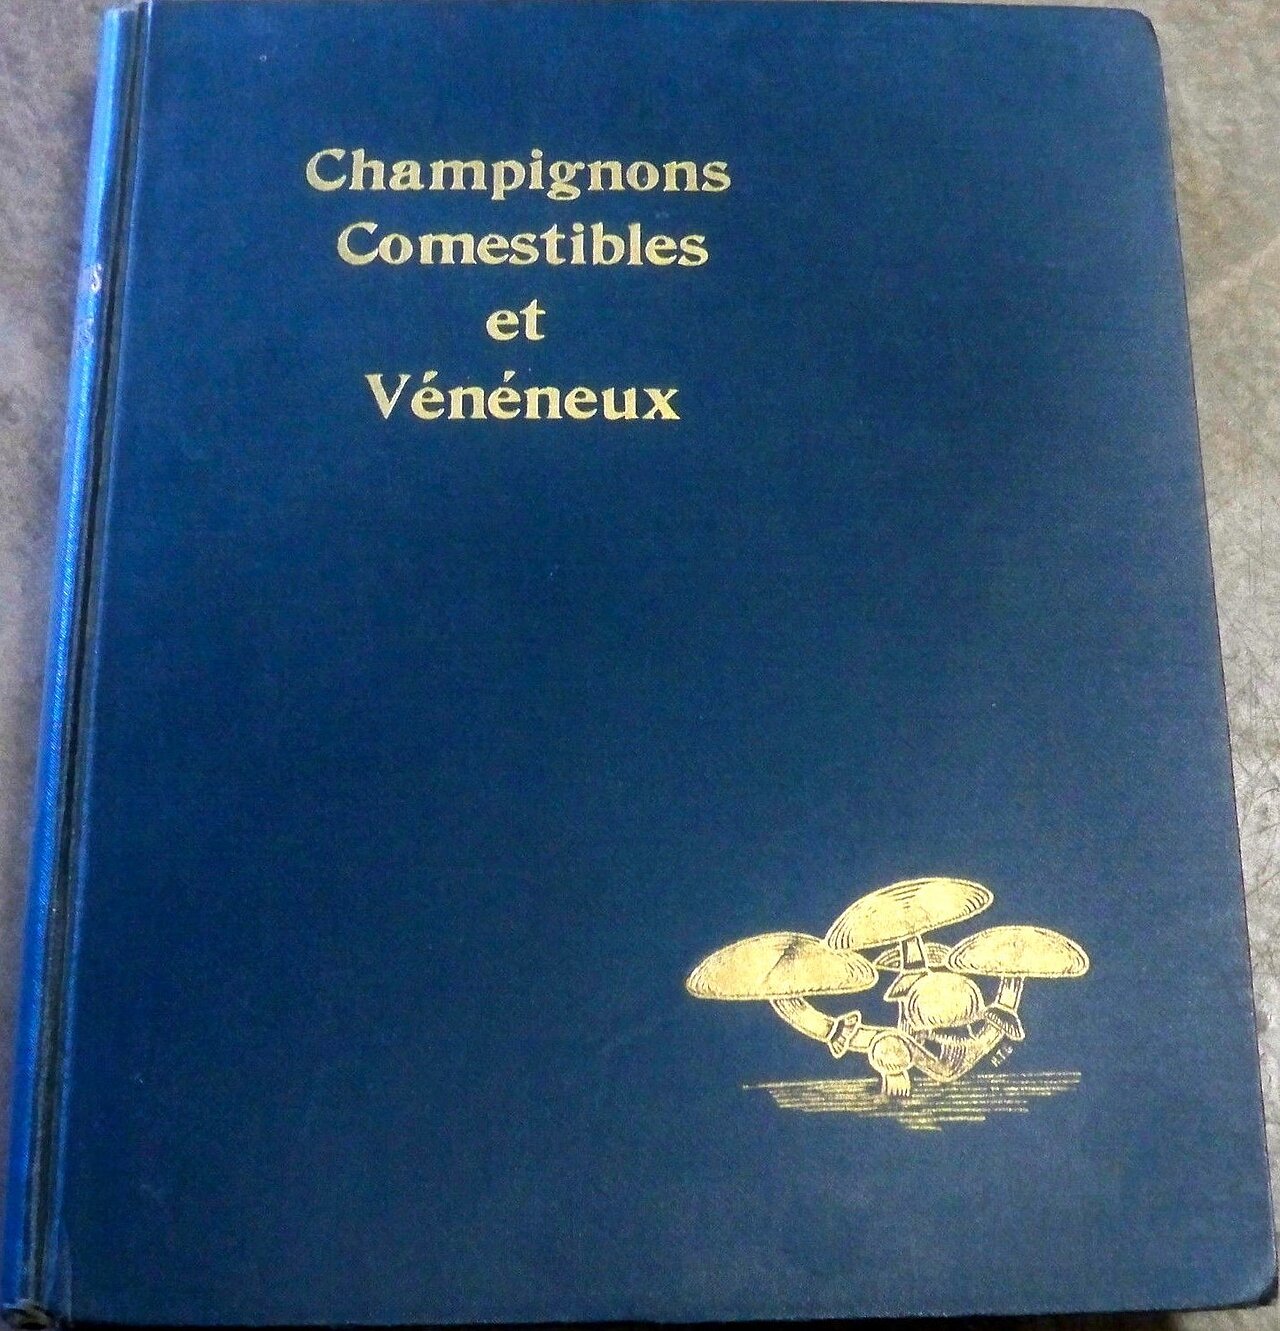 Champignons
Comestibles
et
Vénéneux